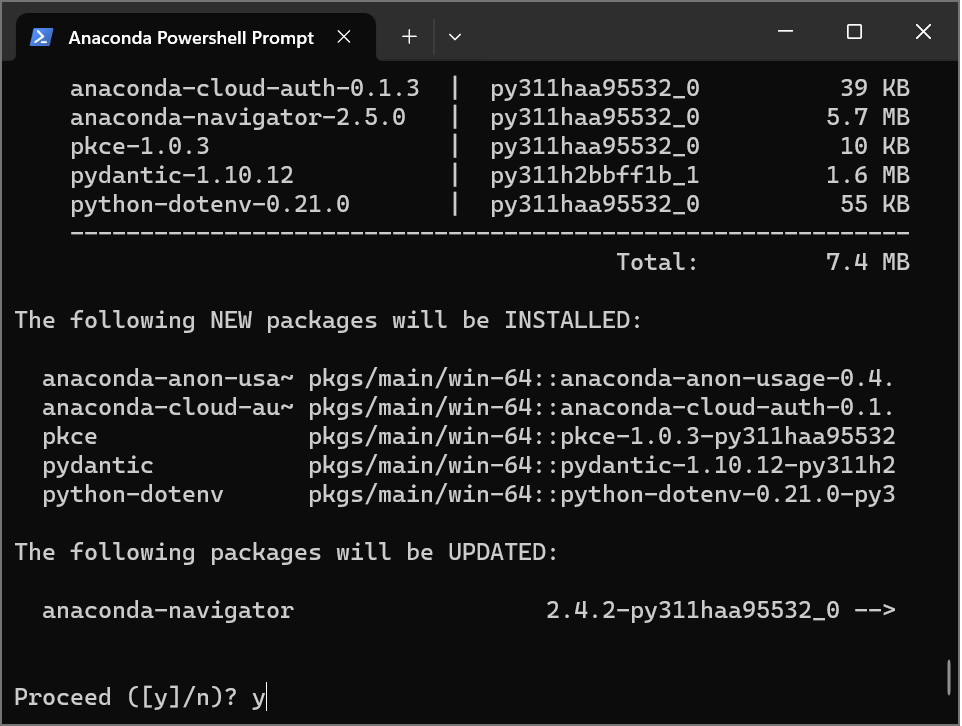 Anaconda Powershell Prompt
anaconda-cloud-auth-0.1.3  |  py311haa95532_0          39 KB
anaconda-navigator-2.5.0   |  py311haa95532_0         5.7 MB
pkce-1.0.3                 |  py311haa95532_0          10 KB
pydantic-1.10.12           |  py311h2bbff1b_1         1.6 MB
python-dotenv-0.21.0       |  py311haa95532_0          55 KB
------------------------------------------------------------
Total:         7.4 MB
The following NEW packages will be INSTALLED:
anaconda-anon-usa~ pkgs/main/win-64::anaconda-anon-usage-0.4.
anaconda-cloud-au~ pkgs/main/win-64::anaconda-cloud-auth-0.1.
pkce               pkgs/main/win-64::pkce-1.0.3-py311haa95532
pydantic           pkgs/main/win-64::pydantic-1.10.12-py311h2
python-dotenv      pkgs/main/win-64::python-dotenv-0.21.0-py3
The following packages will be UPDATED:
anaconda-navigator                  2.4.2-py311haa95532_0 -->
Proceed ([y]/n)? y